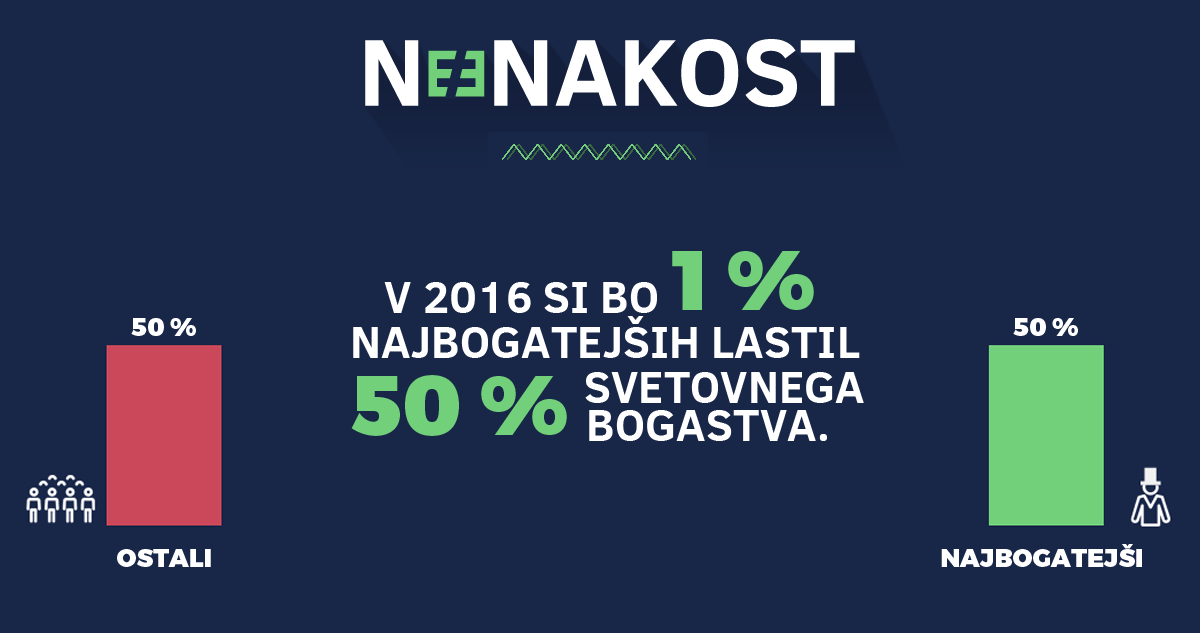 NEENAKOST
V 2016 SI BO 1 %
NAJBOGATEJŠIH LASTIL
50 % SVETOVNEGA
BOGASTVA.
50 %
OSTALI
50 %
NAJBOGATEJŠI